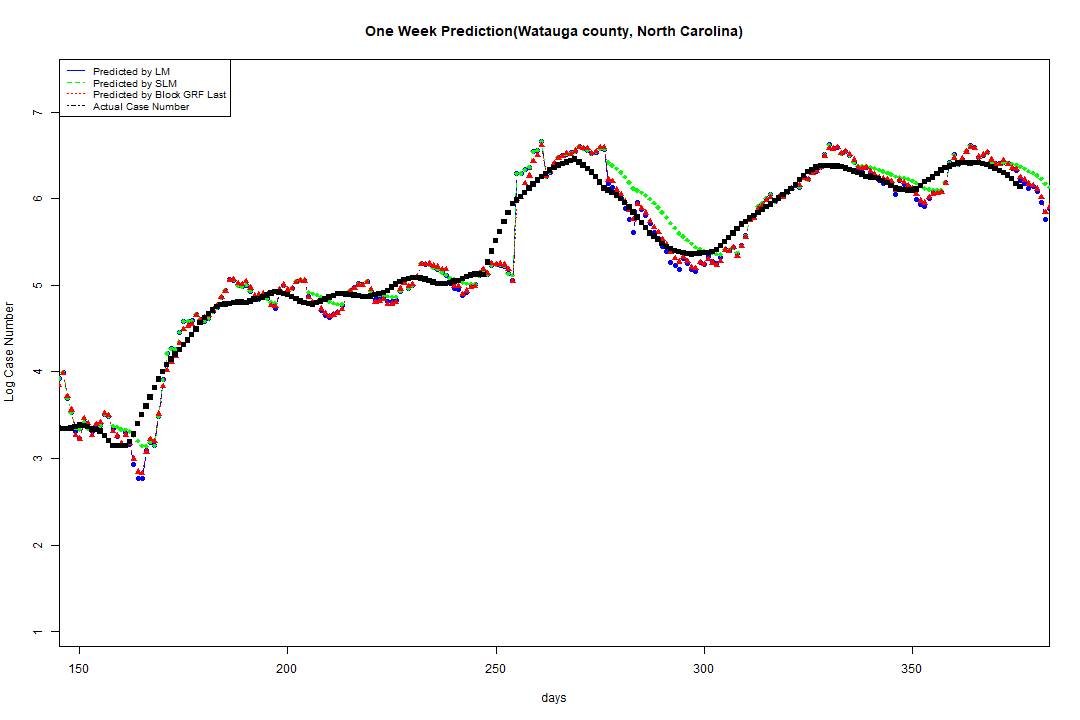 One Week Prediction(Watauga county, North Carolina)
Predicted by LM
Predicted by SLM
Predicted by Block GRF Last
Actual Case Number
7
6
5
4
3
2
1
Log Case Number
150 200 250 300 350
days